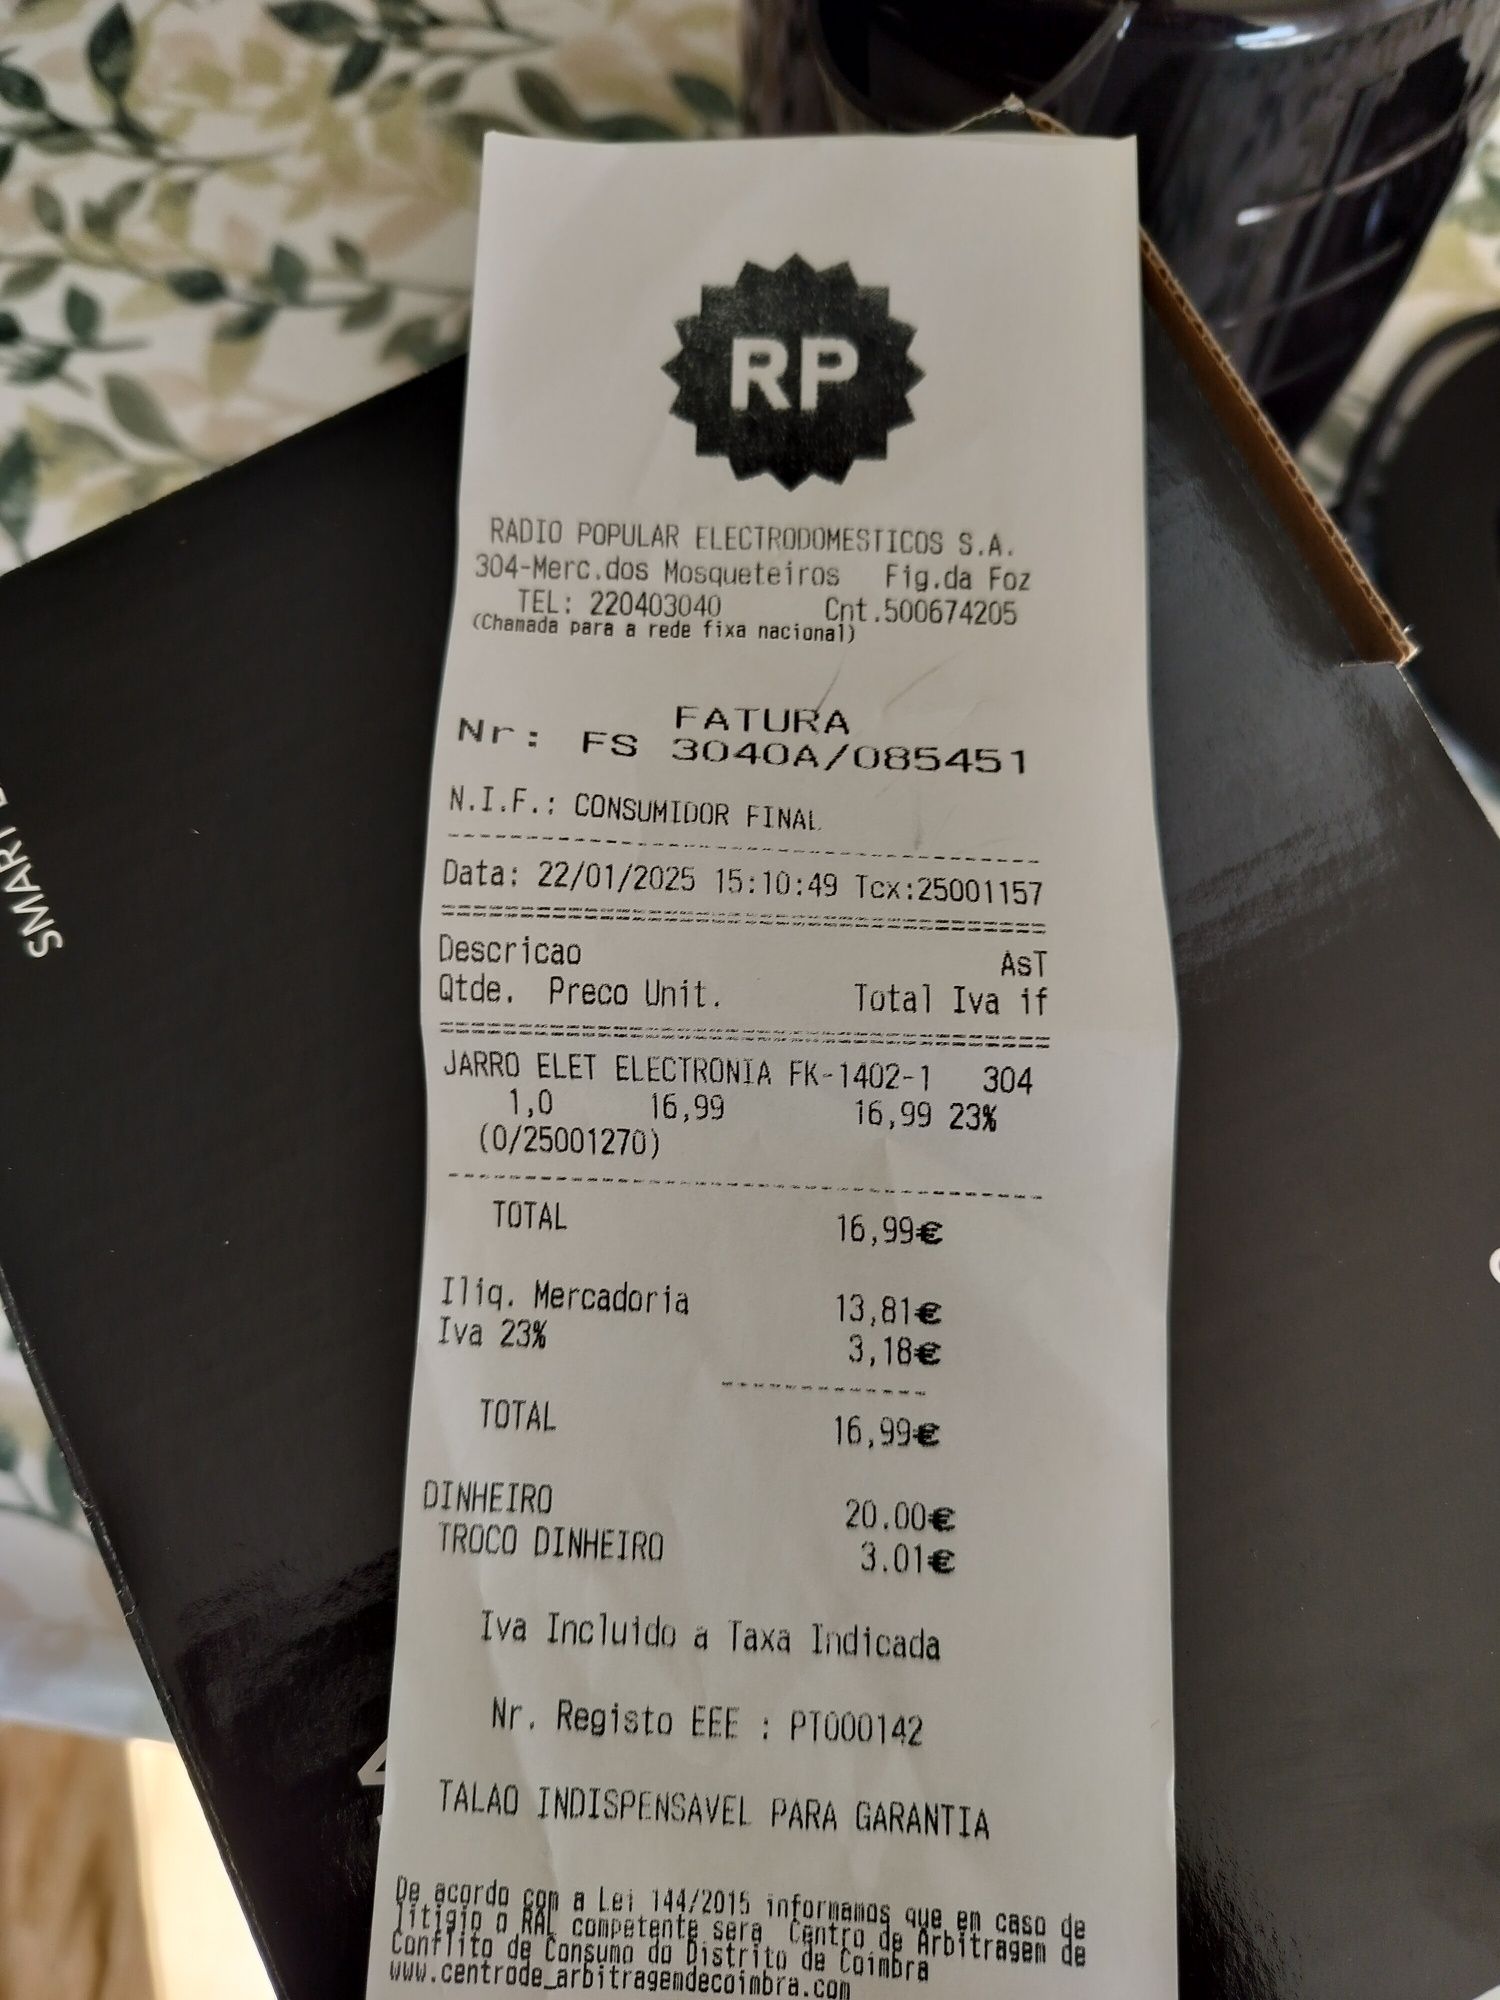 RP
RADIO POPULAR ELECTRODOMESTICOS S.A.
304-Merc.dos Mosqueteiros Fig.da Foz
TEL: 220403040 Cnt.500674205
(Chamada para a rede fixa nacional)
FATURA
Nr: FS 3040A/085451
N.I.F.: CONSUMIDOR FINAL
Data: 22/01/2025 15:10:49 Tcx:25001157
Descricao AsT
Qtde. Preco Unit. Total Iva if
JARRO ELET ELECTRONIA FK-1402-1 304
1,0 16,99 16,99 23%
(0/25001270)
TOTAL 16,99€
Iliq. Mercadoria 13,81€
Iva 23% 3,18€
TOTAL 16,99€
DINHEIRO 20.00€
TROCO DINHEIRO 3.01€
Iva Incluido a Taxa Indicada
Nr. Registo EEE : PT000142
TALAO INDISPENSAVEL PARA GARANTIA
De acordo com a Lei 144/2015 informamos que em caso de
litigio o RAL competente sera Centro de Arbitragem de
Conflito de Consumo do Distrito de Coimbra
www.centrode_arbitragemdecoimbra.com
SMART